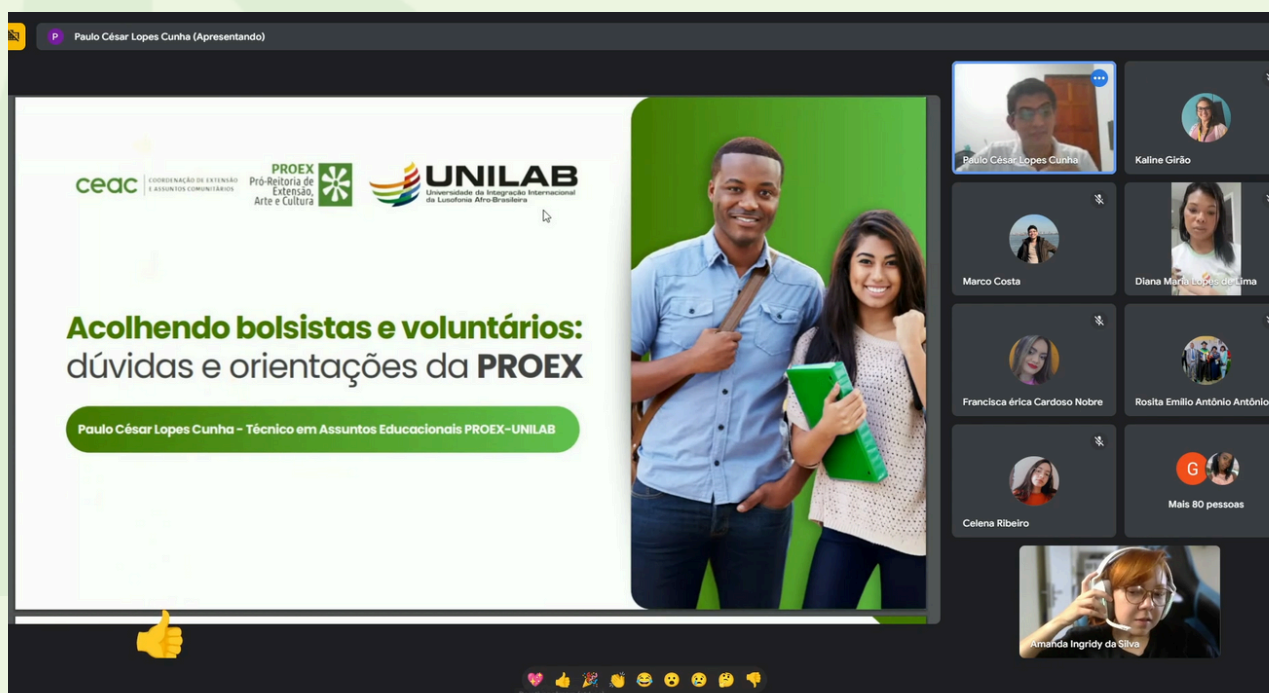 P Paulo César Lopes Cunha (Apresentando)
ceac
COORDENAÇÃO DE EXTENSÃO
E ASSUNTOS COMUNITÁRIOS
PROEX
Pró-Reitoria de
Extensão,
Arte e Cultura
UNILAB
Universidade da Integração Internacional
da Lusofonia Afro-Brasileira
Acolhendo bolsistas e voluntários:
dúvidas e orientações da PROEX
Paulo César Lopes Cunha - Técnico em Assuntos Educacionais PROEX-UNILAB
Paulo César Lopes Cunha
Kaline Girão
Marco Costa
Diana Maria Lopes de Lima
Francisca érica Cardoso Nobre
Rosita Emílio Antônio Antônio
Celena Ribeiro
G
Mais 80 pessoas
Amanda Ingridy da Silva